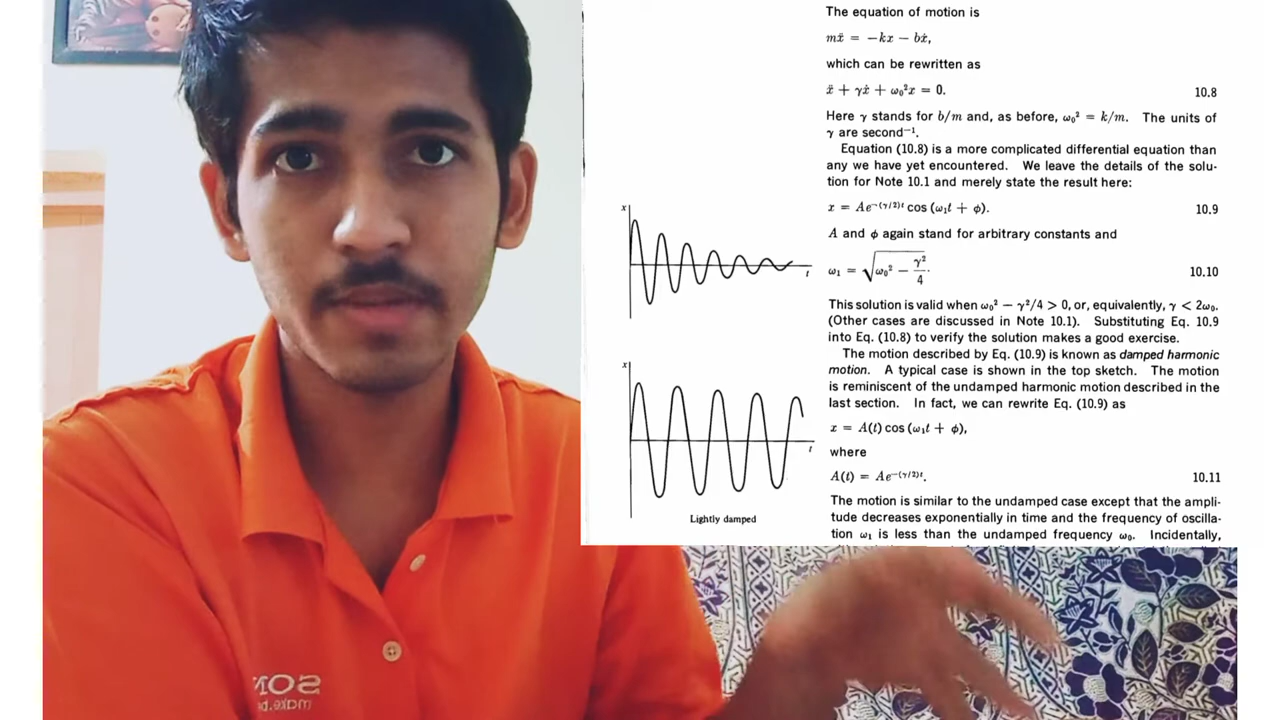 The equation of motion is
mẍ = −kx − bẋ,
which can be rewritten as
ẍ + γẋ + ω₀²x = 0. 10.8
Here γ stands for b/m and, as before, ω₀² = k/m. The units of
γ are second⁻¹.
Equation (10.8) is a more complicated differential equation than
any we have yet encountered. We leave the details of the solu-
tion for Note 10.1 and merely state the result here:
x = Ae^−(γ/2)t cos (ω₁t + φ). 10.9
A and φ again stand for arbitrary constants and
ω₁ = √(ω₀² − γ²/4). 10.10
This solution is valid when ω₀² − γ²/4 > 0, or, equivalently, γ < 2ω₀.
(Other cases are discussed in Note 10.1). Substituting Eq. 10.9
into Eq. (10.8) to verify the solution makes a good exercise.
The motion described by Eq. (10.9) is known as damped harmonic
motion. A typical case is shown in the top sketch. The motion
is reminiscent of the undamped harmonic motion described in the
last section. In fact, we can rewrite Eq. (10.9) as
x = A(t) cos (ω₁t + φ),
where
A(t) = Ae^−(γ/2)t. 10.11
The motion is similar to the undamped case except that the ampli-
tude decreases exponentially in time and the frequency of oscilla-
tion ω₁ is less than the undamped frequency ω₀. Incidentally,
x
t
x
t
Lightly damped